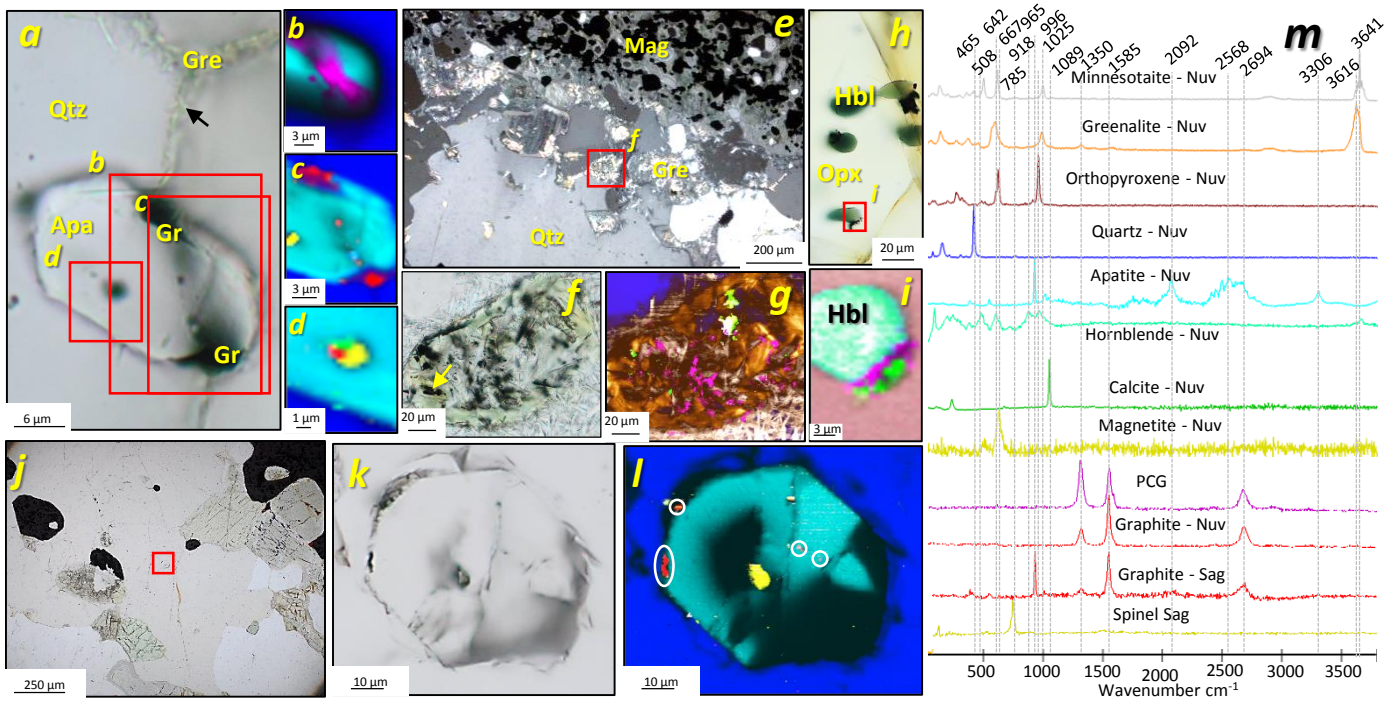 a
Gre
Qtz
b
c
Apa
Gr
d
Gr
6 µm
b
3 µm
c
3 µm
d
1 µm
e
Mag
f
Gre
Qtz
200 µm
f
20 µm
g
20 µm
h
Hbl
Opx
i
20 µm
i
Hbl
3 µm
j
250 µm
k
10 µm
l
10 µm
m
465 642 667 965 996 3641
508 918 1025 1350 2092 2568 3306
785 1089 1585 2694 3616
Minnesotaite - Nuv
Greenalite - Nuv
Orthopyroxene - Nuv
Quartz - Nuv
Apatite - Nuv
Hornblende - Nuv
Calcite - Nuv
Magnetite - Nuv
PCG
Graphite - Nuv
Graphite - Sag
Spinel Sag
500 1000 1500 2000 2500 3000 3500
Wavenumber cm⁻¹